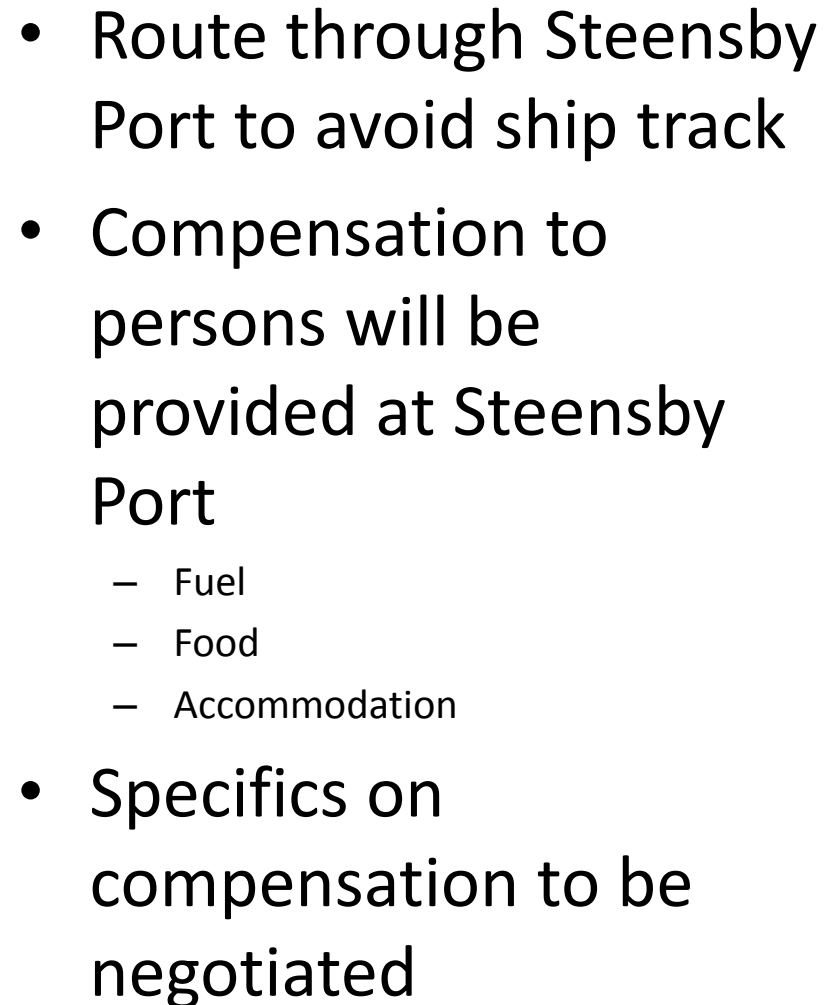 • Route through Steensby
Port to avoid ship track
• Compensation to
persons will be
provided at Steensby
Port
– Fuel
– Food
– Accommodation
• Specifics on
compensation to be
negotiated